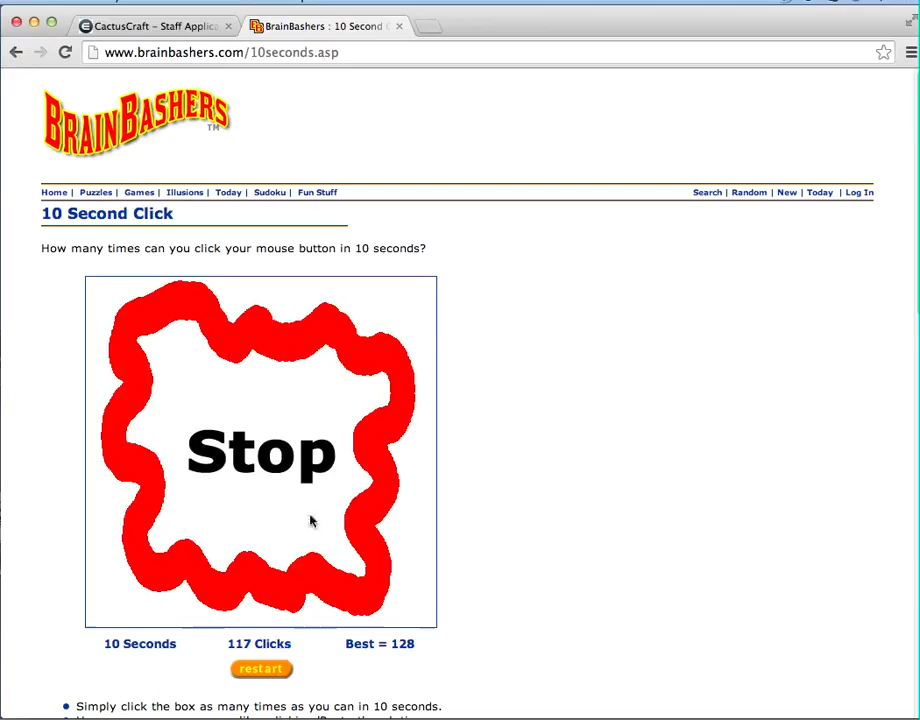 CactusCraft – Staff Applica
BrainBashers : 10 Second C
www.brainbashers.com/10seconds.asp
BRAINBASHERS
TM
Home | Puzzles | Games | Illusions | Today | Sudoku | Fun Stuff
Search | Random | New | Today | Log In
10 Second Click
How many times can you click your mouse button in 10 seconds?
Stop
10 Seconds 117 Clicks Best = 128
restart
Simply click the box as many times as you can in 10 seconds.